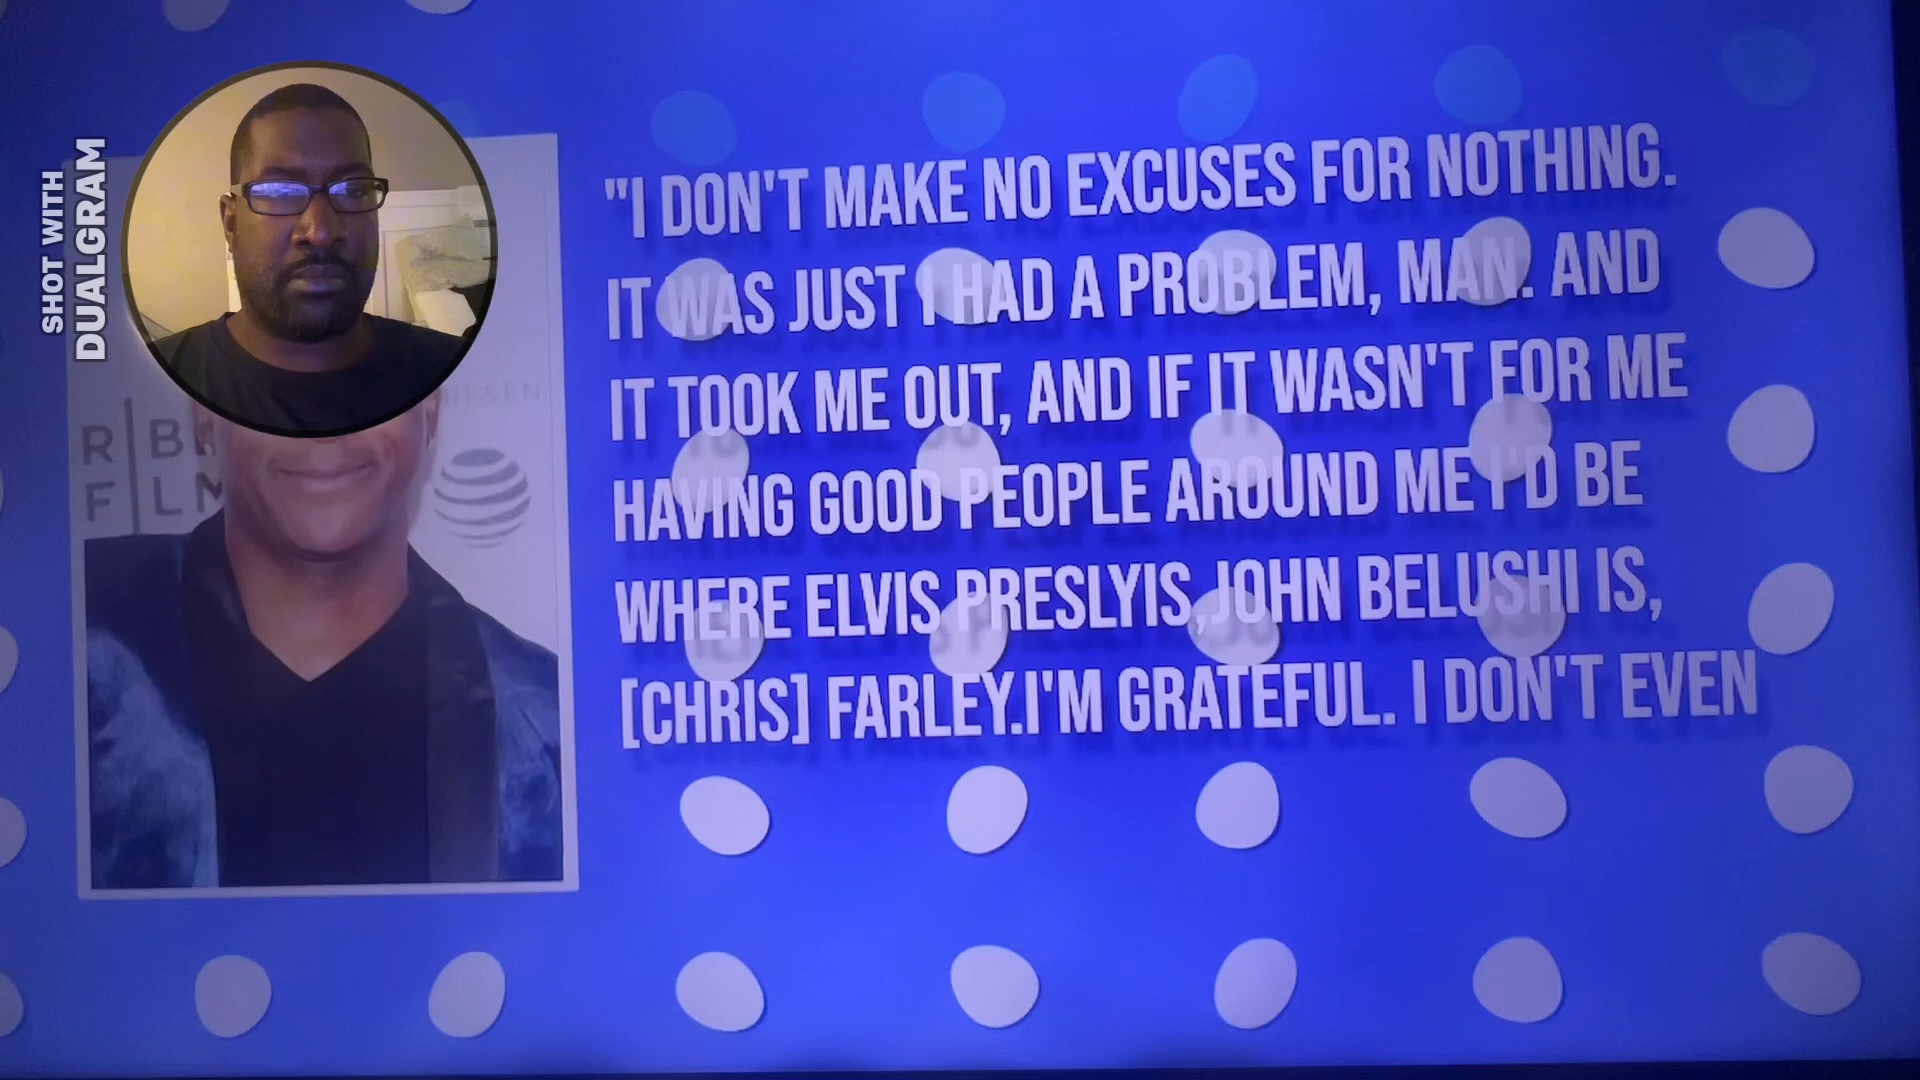 SHOT WITH
DUALGRAM
"I DON'T MAKE NO EXCUSES FOR NOTHING.
IT WAS JUST I HAD A PROBLEM, MAN. AND
IT TOOK ME OUT, AND IF IT WASN'T FOR ME
HAVING GOOD PEOPLE AROUND ME I'D BE
WHERE ELVIS PRESLYIS, JOHN BELUSHI IS,
[CHRIS] FARLEY.I'M GRATEFUL. I DON'T EVEN
R B
F LM